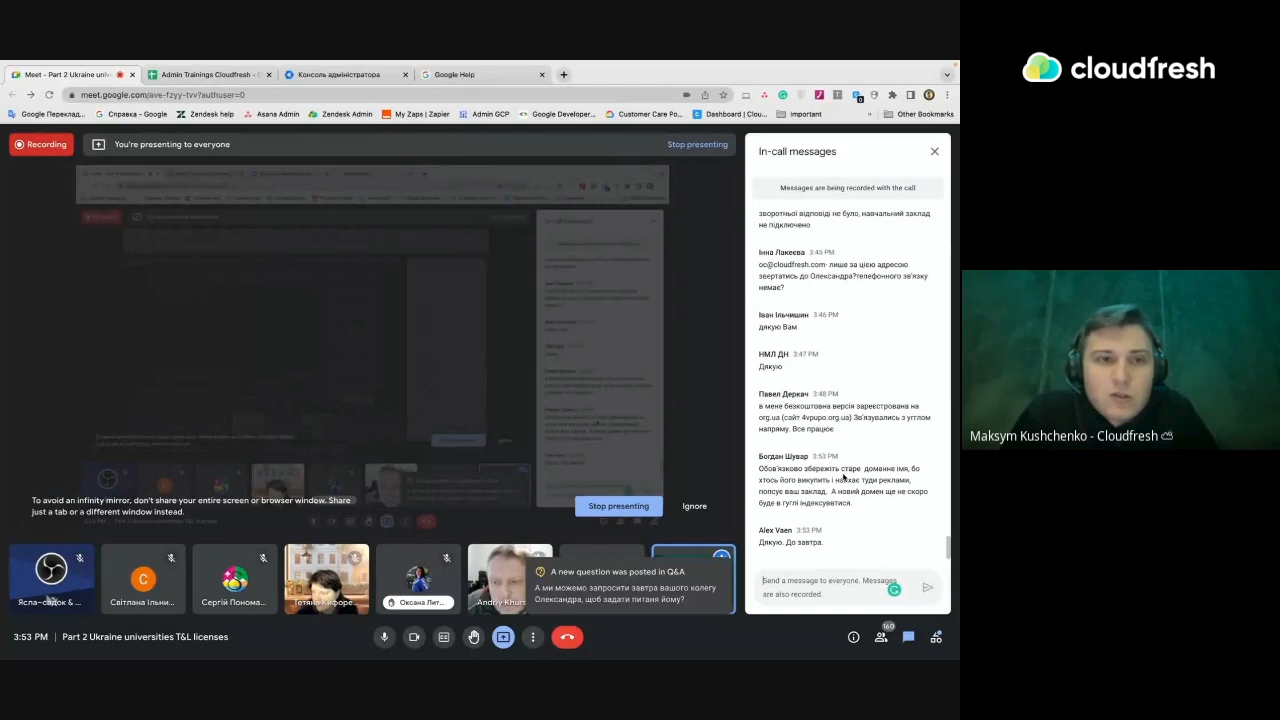 cloudfresh
Meet - Part 2 Ukraine univ
Admin Trainings Cloudfresh -
Консоль адміністратора
Google Help
meet.google.com/ave-fzyy-tvv?authuser=0
Google Переклад...
Справка – Google
Zendesk help
Asana Admin
Zendesk Admin
My Zaps | Zapier
Admin GCP
Google Developer...
Customer Care Po...
Dashboard | Clou...
Important
Other Bookmarks
Recording
You're presenting to everyone
Stop presenting
In-call messages
Messages are being recorded with the call
зворотньої відповіді не було, навчальний заклад
не підключено
Інна Лакеєва 3:45 PM
oc@cloudfresh.com- лише за цією адресою
звертатись до Олександра?телефонного зв'язку
немає?
Іван Ільчишин 3:46 PM
дякую Вам
НМЛ ДН 3:47 PM
Дякую
Павел Деркач 3:48 PM
в мене безкоштовна версія зареєстрована на
org.ua (сайт 4vpupo.org.ua) Зв'язувались з угглом
напряму. Все працює
Богдан Шувар 3:53 PM
Обов'язково збережіть старе доменне імя, бо
хтось його викупить і напхає туди реклами,
попсує ваш заклад. А новий домен ще не скоро
буде в гуглі індексуввтися.
Alex Vaen 3:53 PM
Дякую. До завтра.
Send a message to everyone. Messages
are also recorded.
To avoid an infinity mirror, don't share your entire screen or browser window. Share
just a tab or a different window instead.
Stop presenting
Ignore
Ясла-садок & ...
C
Світлана Ільни...
Сергій Понома...
Тетяна Кифоре...
Оксана Лит...
Andriy Khurs
A new question was posted in Q&A
А ми можемо запросити завтра вашого колегу
Олександра, щоб задати питаня йому?
3:53 PM | Part 2 Ukraine universities T&L licenses
160
Maksym Kushchenko - Cloudfresh